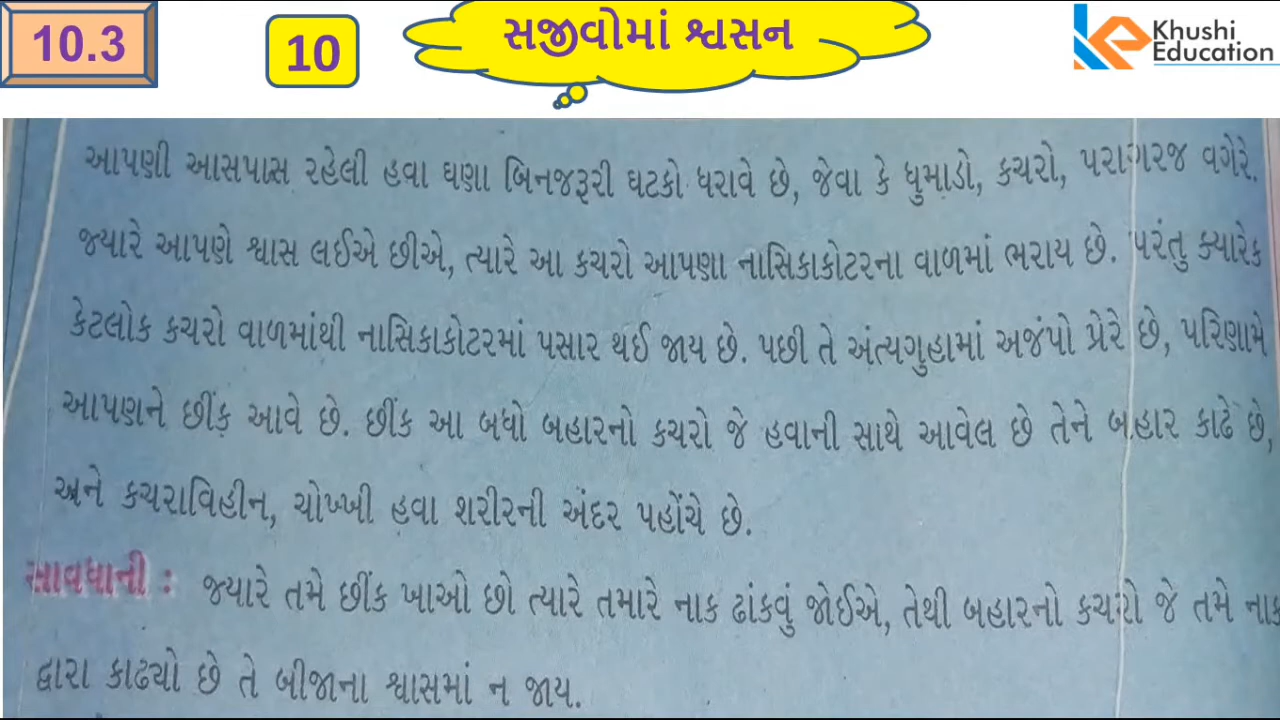 10.3
10
સજીવોમાં શ્વસન
Khushi
Education
આપણી આસપાસ રહેલી હવા ઘણા બિનજરૂરી ઘટકો ધરાવે છે, જેવા કે ધુમાડો, કચરો, પરાગરજ વગેરે.
જ્યારે આપણે શ્વાસ લઈએ છીએ, ત્યારે આ કચરો આપણા નાસિકાકોટરના વાળમાં ભરાય છે. પરંતુ ક્યારેક
કેટલોક કચરો વાળમાંથી નાસિકાકોટરમાં પસાર થઈ જાય છે. પછી તે અંત્યગુહામાં અજંપો પ્રેરે છે, પરિણામે
આપણને છીંક આવે છે. છીંક આ બધો બહારનો કચરો જે હવાની સાથે આવેલ છે તેને બહાર કાઢે છે,
અને કચરાવિહીન, ચોખ્ખી હવા શરીરની અંદર પહોંચે છે.
સાવધાની : જ્યારે તમે છીંક ખાઓ છો ત્યારે તમારે નાક ઢાંકવું જોઈએ, તેથી બહારનો કચરો જે તમે નાક
દ્વારા કાઢ્યો છે તે બીજાના શ્વાસમાં ન જાય.